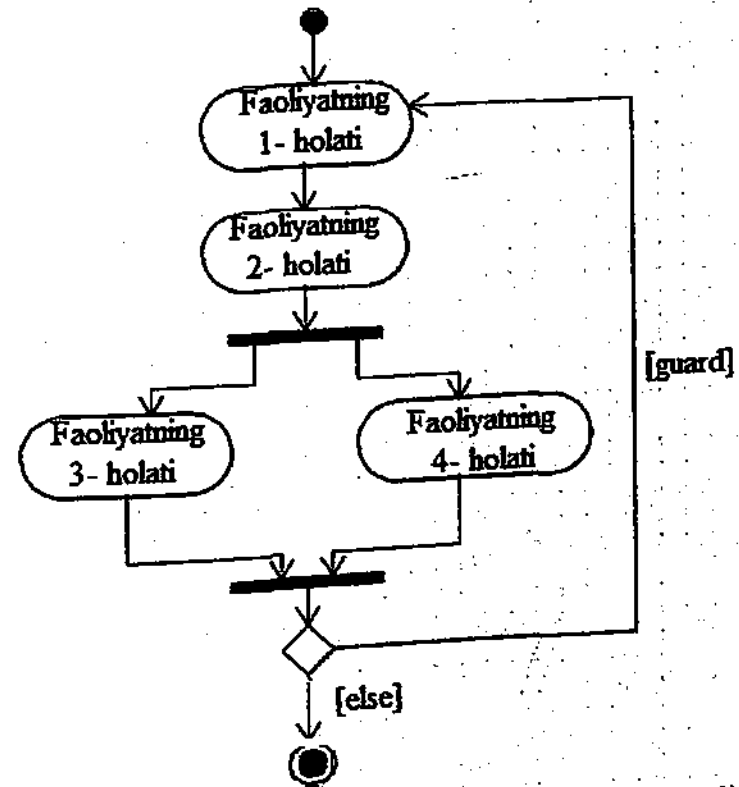 Faoliyatning
1- holati
Faoliyatning
2- holati
[guard]
Faoliyatning
3- holati
Faoliyatning
4- holati
[else]